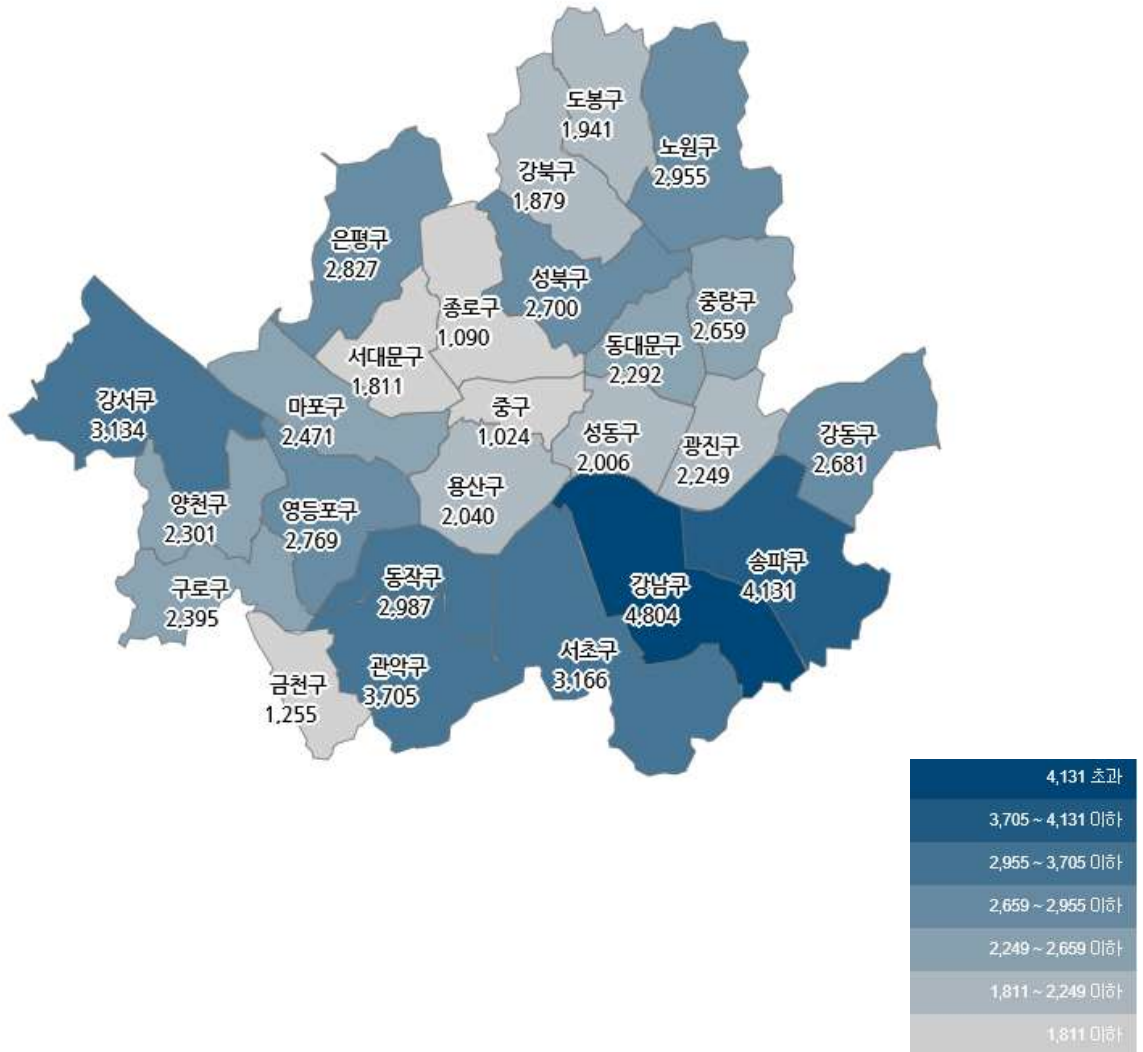 도봉구
1,941
노원구
2,955
강북구
1,879
은평구
2,827
성북구
2,700
중랑구
2,659
종로구
1,090
동대문구
2,292
서대문구
1,811
강서구
3,134
마포구
2,471
중구
1,024
성동구
2,006
광진구
2,249
강동구
2,681
용산구
2,040
양천구
2,301
영등포구
2,769
송파구
4,131
동작구
2,987
강남구
4,804
구로구
2,395
서초구
3,166
관악구
3,705
금천구
1,255
4,131 초과
3,705 ~ 4,131 이하
2,955 ~ 3,705 이하
2,659 ~ 2,955 이하
2,249 ~ 2,659 이하
1,811 ~ 2,249 이하
1,811 이하